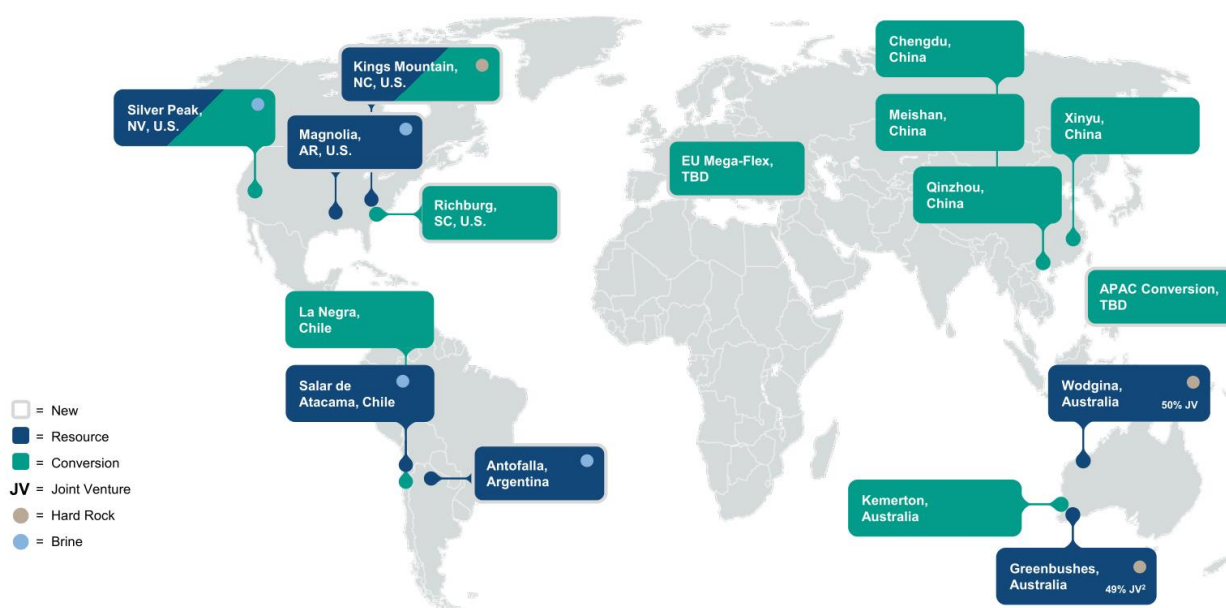 Kings Mountain,
NC, U.S.
Silver Peak,
NV, U.S.
Magnolia,
AR, U.S.
Richburg,
SC, U.S.
EU Mega-Flex,
TBD
Chengdu,
China
Meishan,
China
Xinyu,
China
Qinzhou,
China
APAC Conversion,
TBD
La Negra,
Chile
Salar de
Atacama, Chile
Antofalla,
Argentina
Wodgina,
Australia
50% JV
Kemerton,
Australia
Greenbushes,
Australia
49% JV²
= New
= Resource
= Conversion
JV = Joint Venture
= Hard Rock
= Brine